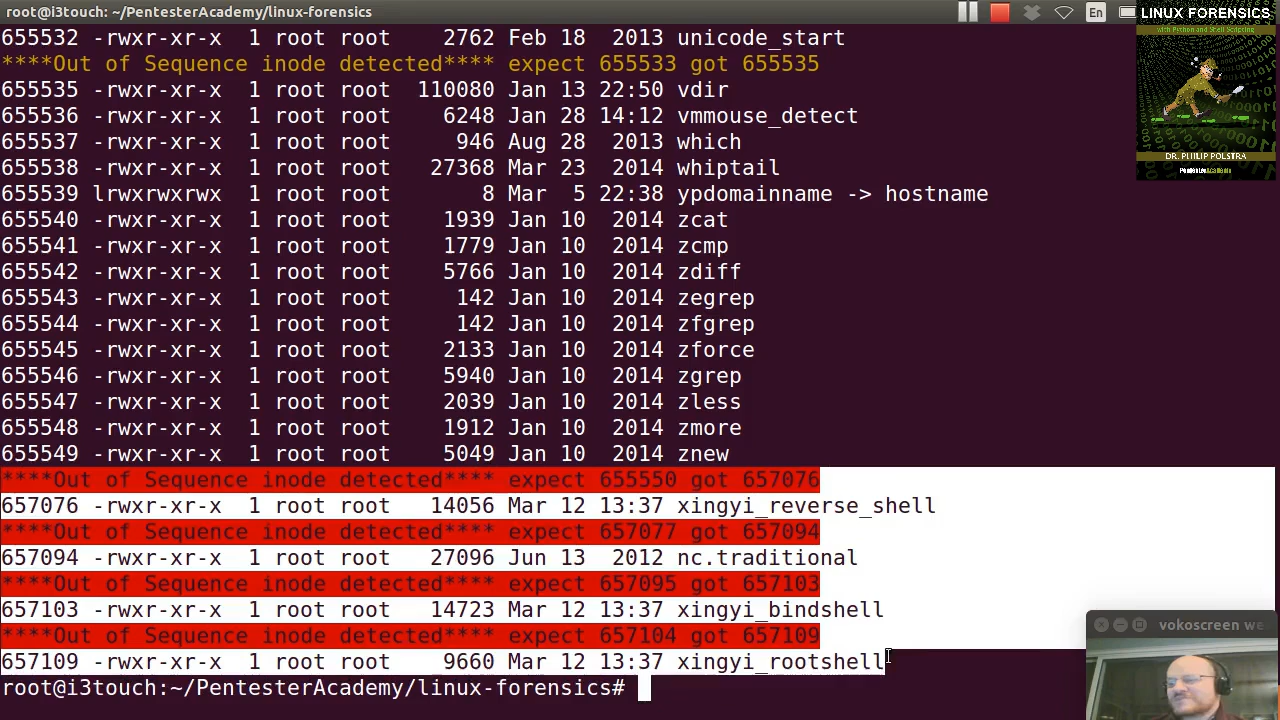 root@i3touch: ~/PentesterAcademy/linux-forensics
En
LINUX FORENSICS
with Python and Shell Scripting
DR. PHILIP POLSTRA
PentesterAcademy
655532 -rwxr-xr-x 1 root root 2762 Feb 18 2013 unicode_start
****Out of Sequence inode detected**** expect 655533 got 655535
655535 -rwxr-xr-x 1 root root 110080 Jan 13 22:50 vdir
655536 -rwxr-xr-x 1 root root 6248 Jan 28 14:12 vmmouse_detect
655537 -rwxr-xr-x 1 root root 946 Aug 28 2013 which
655538 -rwxr-xr-x 1 root root 27368 Mar 23 2014 whiptail
655539 lrwxrwxrwx 1 root root 8 Mar 5 22:38 ypdomainname -> hostname
655540 -rwxr-xr-x 1 root root 1939 Jan 10 2014 zcat
655541 -rwxr-xr-x 1 root root 1779 Jan 10 2014 zcmp
655542 -rwxr-xr-x 1 root root 5766 Jan 10 2014 zdiff
655543 -rwxr-xr-x 1 root root 142 Jan 10 2014 zegrep
655544 -rwxr-xr-x 1 root root 142 Jan 10 2014 zfgrep
655545 -rwxr-xr-x 1 root root 2133 Jan 10 2014 zforce
655546 -rwxr-xr-x 1 root root 5940 Jan 10 2014 zgrep
655547 -rwxr-xr-x 1 root root 2039 Jan 10 2014 zless
655548 -rwxr-xr-x 1 root root 1912 Jan 10 2014 zmore
655549 -rwxr-xr-x 1 root root 5049 Jan 10 2014 znew
****Out of Sequence inode detected**** expect 655550 got 657076
657076 -rwxr-xr-x 1 root root 14056 Mar 12 13:37 xingyi_reverse_shell
****Out of Sequence inode detected**** expect 657077 got 657094
657094 -rwxr-xr-x 1 root root 27096 Jun 13 2012 nc.traditional
****Out of Sequence inode detected**** expect 657095 got 657103
657103 -rwxr-xr-x 1 root root 14723 Mar 12 13:37 xingyi_bindshell
****Out of Sequence inode detected**** expect 657104 got 657109
657109 -rwxr-xr-x 1 root root 9660 Mar 12 13:37 xingyi_rootshell
root@i3touch:~/PentesterAcademy/linux-forensics#
vokoscreen we